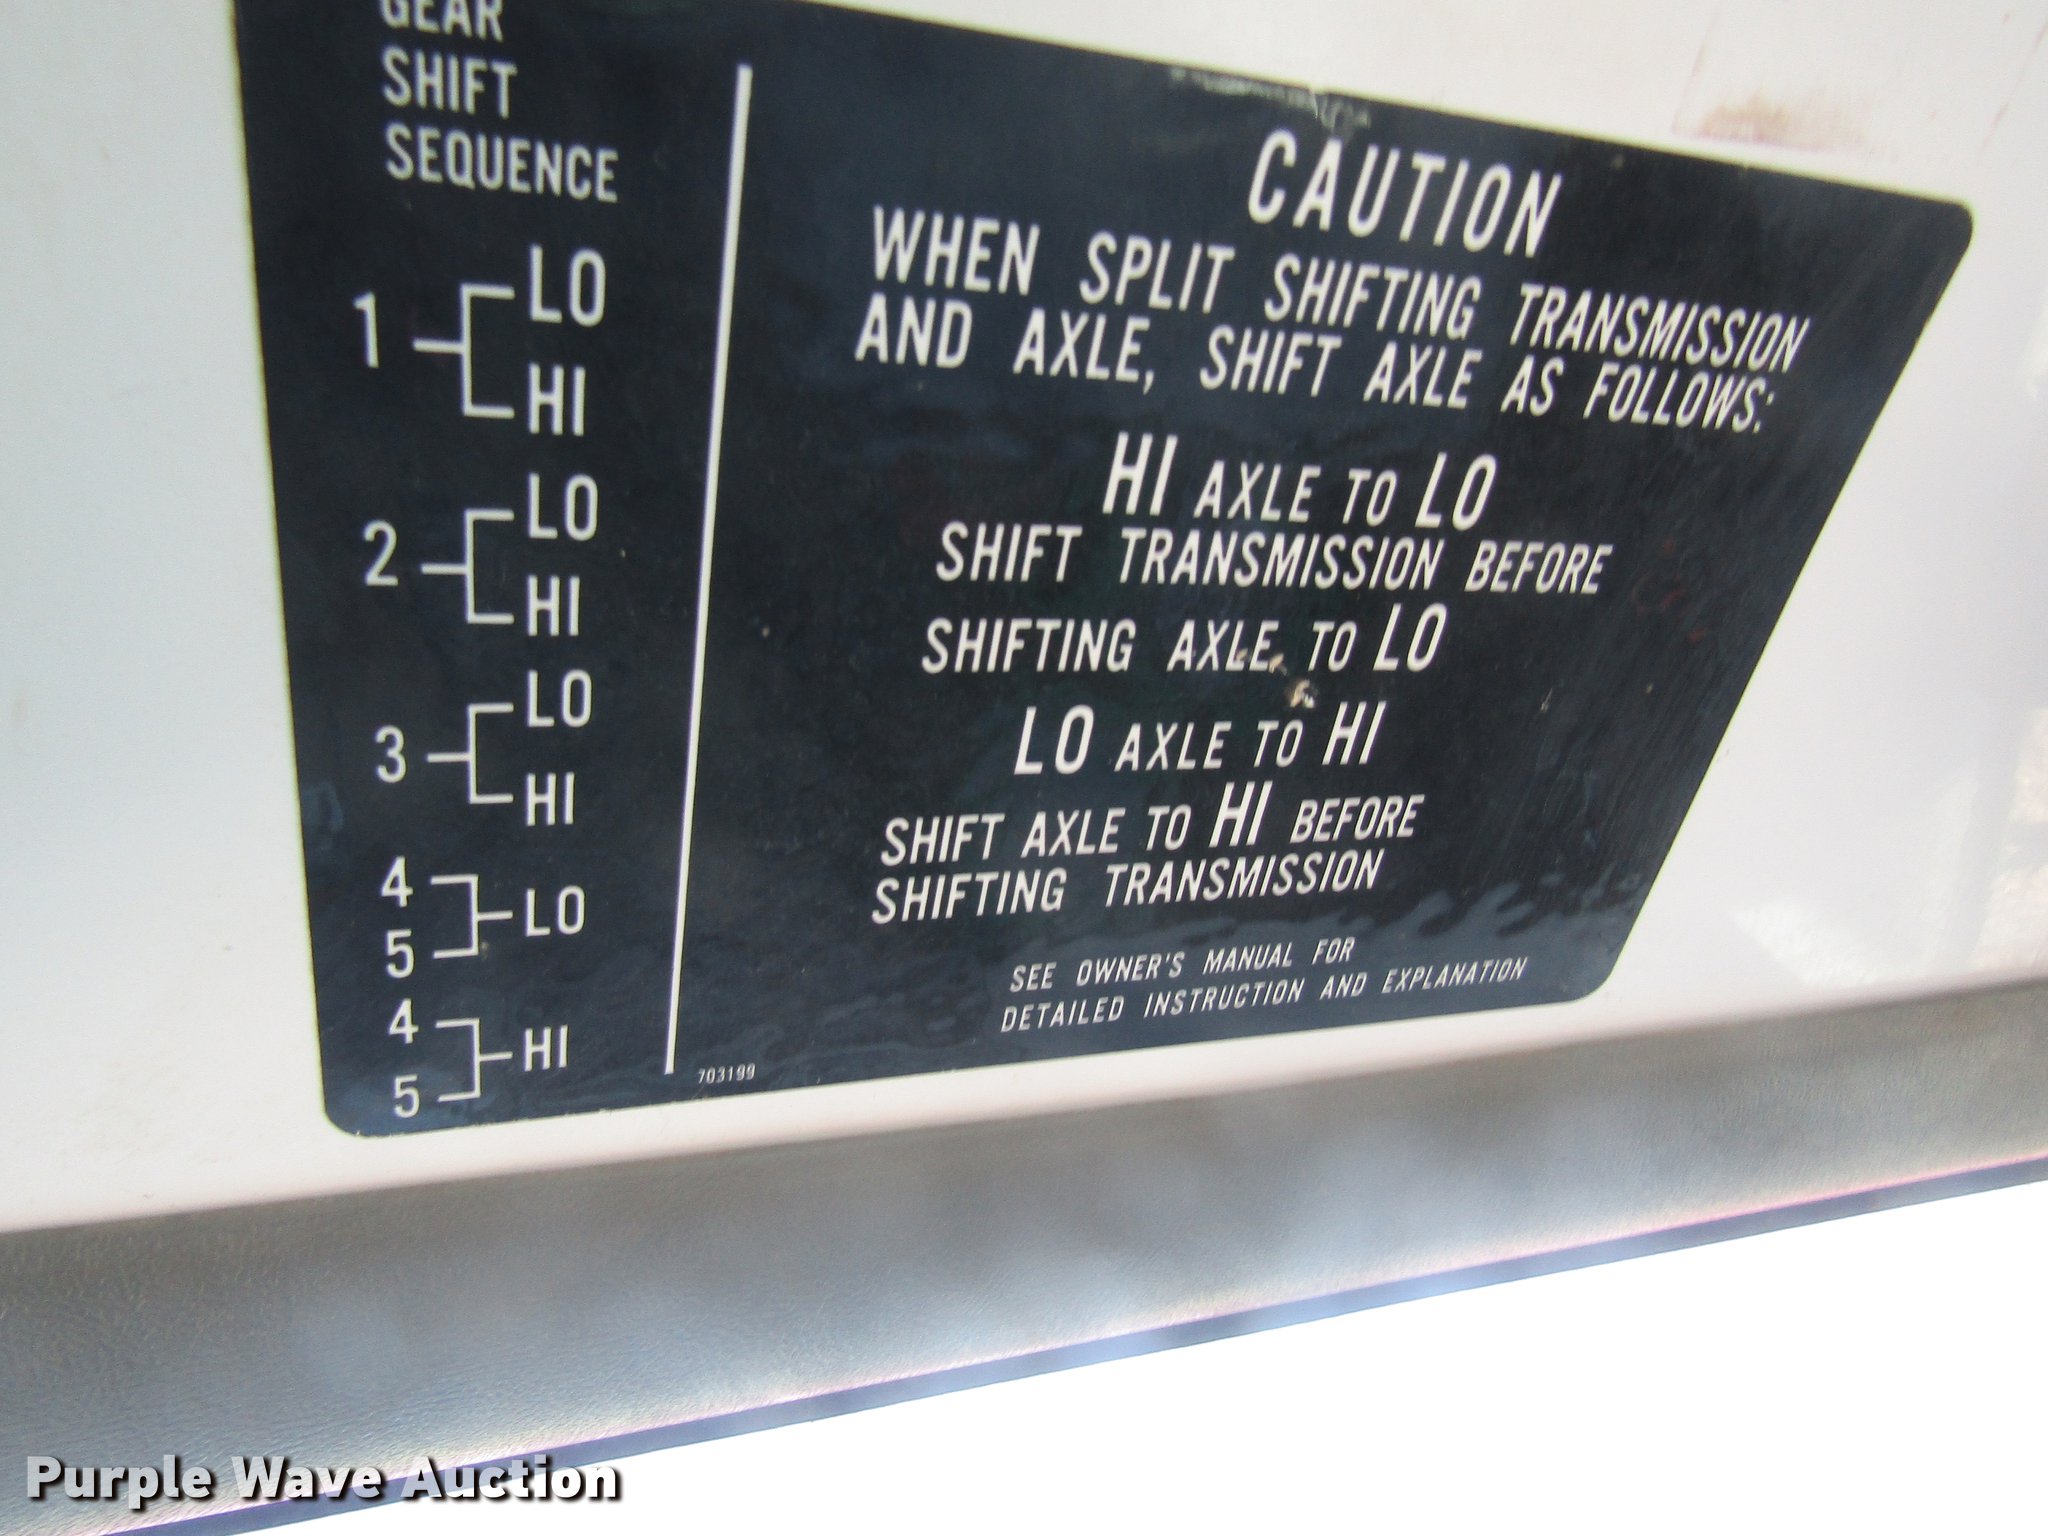 GEAR
SHIFT
SEQUENCE
1 LO
HI
2 LO
HI
3 LO
HI
4
5 LO
4
5 HI
CAUTION
WHEN SPLIT SHIFTING TRANSMISSION
AND AXLE, SHIFT AXLE AS FOLLOWS:
HI AXLE TO LO
SHIFT TRANSMISSION BEFORE
SHIFTING AXLE TO LO
LO AXLE TO HI
SHIFT AXLE TO HI BEFORE
SHIFTING TRANSMISSION
SEE OWNER'S MANUAL FOR
DETAILED INSTRUCTION AND EXPLANATION
703199
Purple Wave Auction